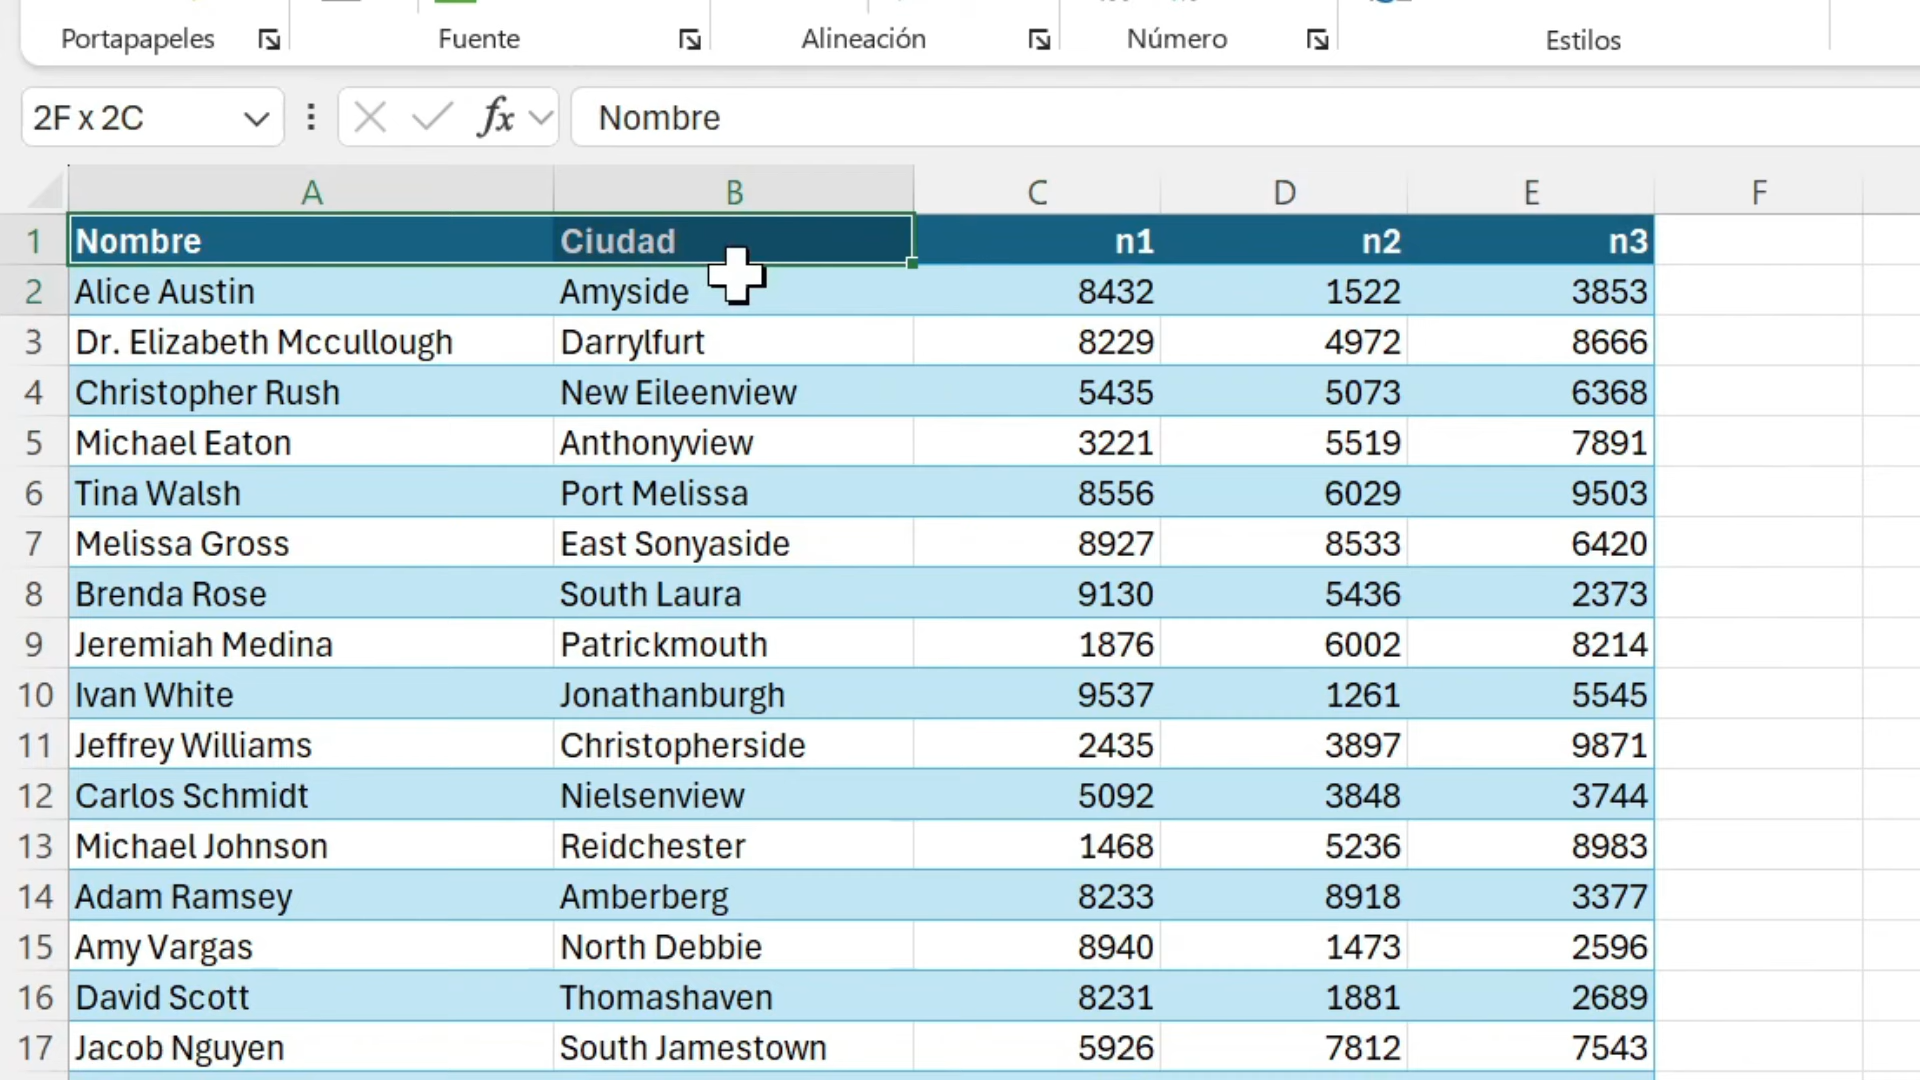 Portapapeles Fuente Alineación Número Estilos
2F x 2C fx Nombre
A B C D E F
1 Nombre Ciudad n1 n2 n3
2 Alice Austin Amyside 8432 1522 3853
3 Dr. Elizabeth Mccullough Darrylfurt 8229 4972 8666
4 Christopher Rush New Eileenview 5435 5073 6368
5 Michael Eaton Anthonyview 3221 5519 7891
6 Tina Walsh Port Melissa 8556 6029 9503
7 Melissa Gross East Sonyaside 8927 8533 6420
8 Brenda Rose South Laura 9130 5436 2373
9 Jeremiah Medina Patrickmouth 1876 6002 8214
10 Ivan White Jonathanburgh 9537 1261 5545
11 Jeffrey Williams Christopherside 2435 3897 9871
12 Carlos Schmidt Nielsenview 5092 3848 3744
13 Michael Johnson Reidchester 1468 5236 8983
14 Adam Ramsey Amberberg 8233 8918 3377
15 Amy Vargas North Debbie 8940 1473 2596
16 David Scott Thomashaven 8231 1881 2689
17 Jacob Nguyen South Jamestown 5926 7812 7543